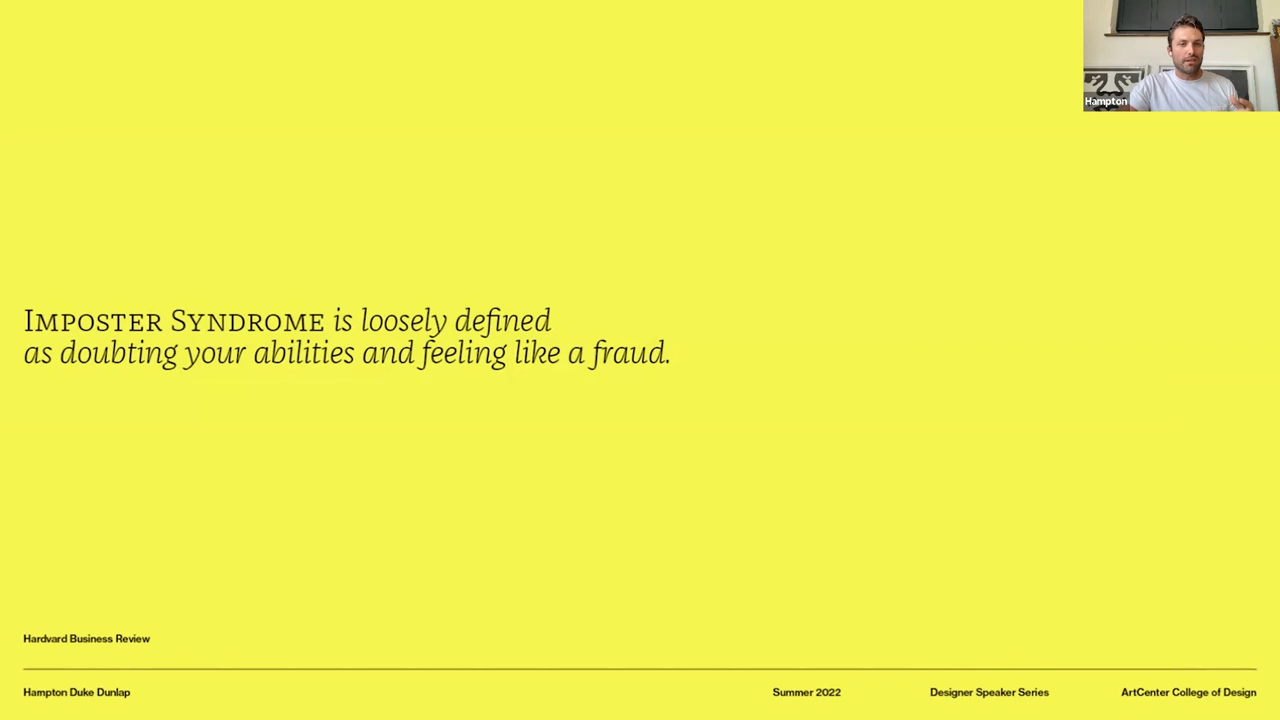 Hampton
IMPOSTER SYNDROME is loosely defined
as doubting your abilities and feeling like a fraud.
Hardvard Business Review
Hampton Duke Dunlap
Summer 2022
Designer Speaker Series
ArtCenter College of Design